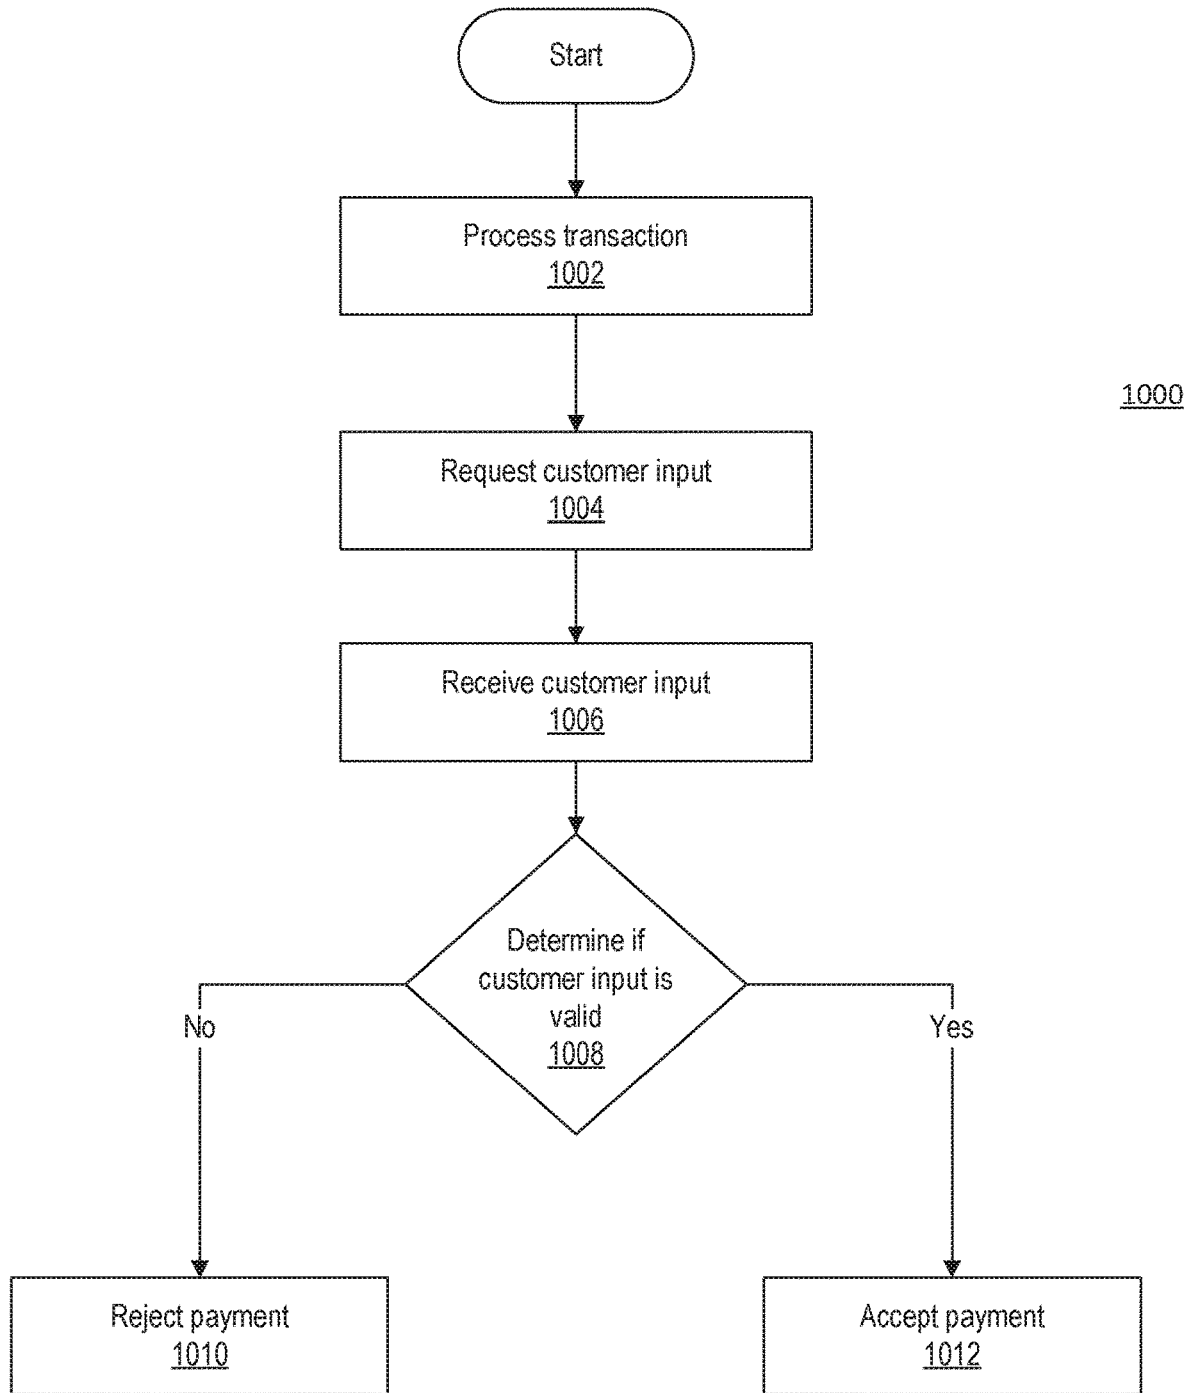 Start
Process transaction
1002
1000
Request customer input
1004
Receive customer input
1006
Determine if
customer input is
valid
1008
No
Yes
Reject payment
1010
Accept payment
1012